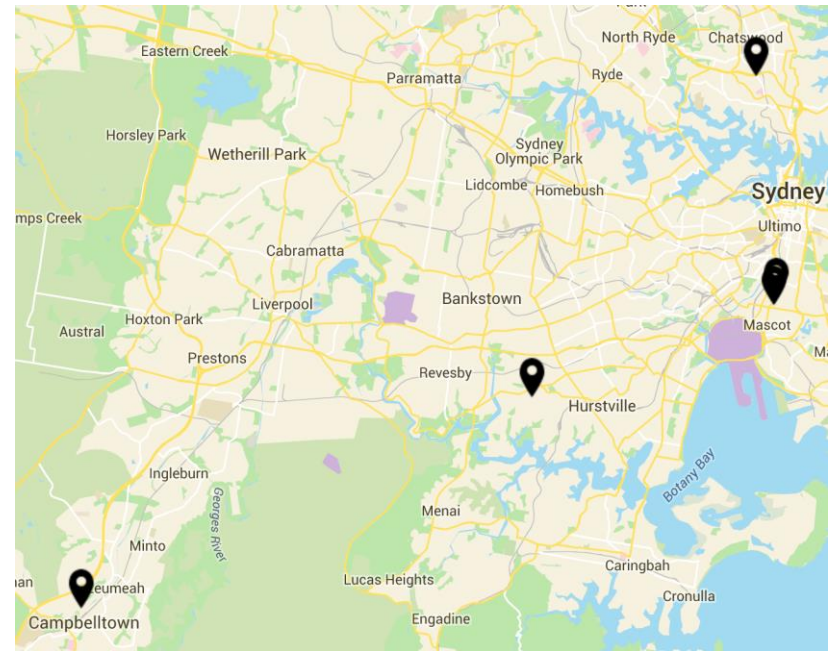 North Ryde
Chatswood
Eastern Creek
Parramatta
Ryde
Horsley Park
Wetherill Park
Sydney
Olympic Park
Lidcombe
Homebush
Sydney
mps Creek
Ultimo
Cabramatta
Liverpool
Bankstown
Hoxton Park
Austral
Mascot
Prestons
Revesby
Hurstville
Ingleburn
Botany Bay
Georges River
Menai
Minto
Caringbah
Lucas Heights
eumeah
Cronulla
Campbelltown
Engadine